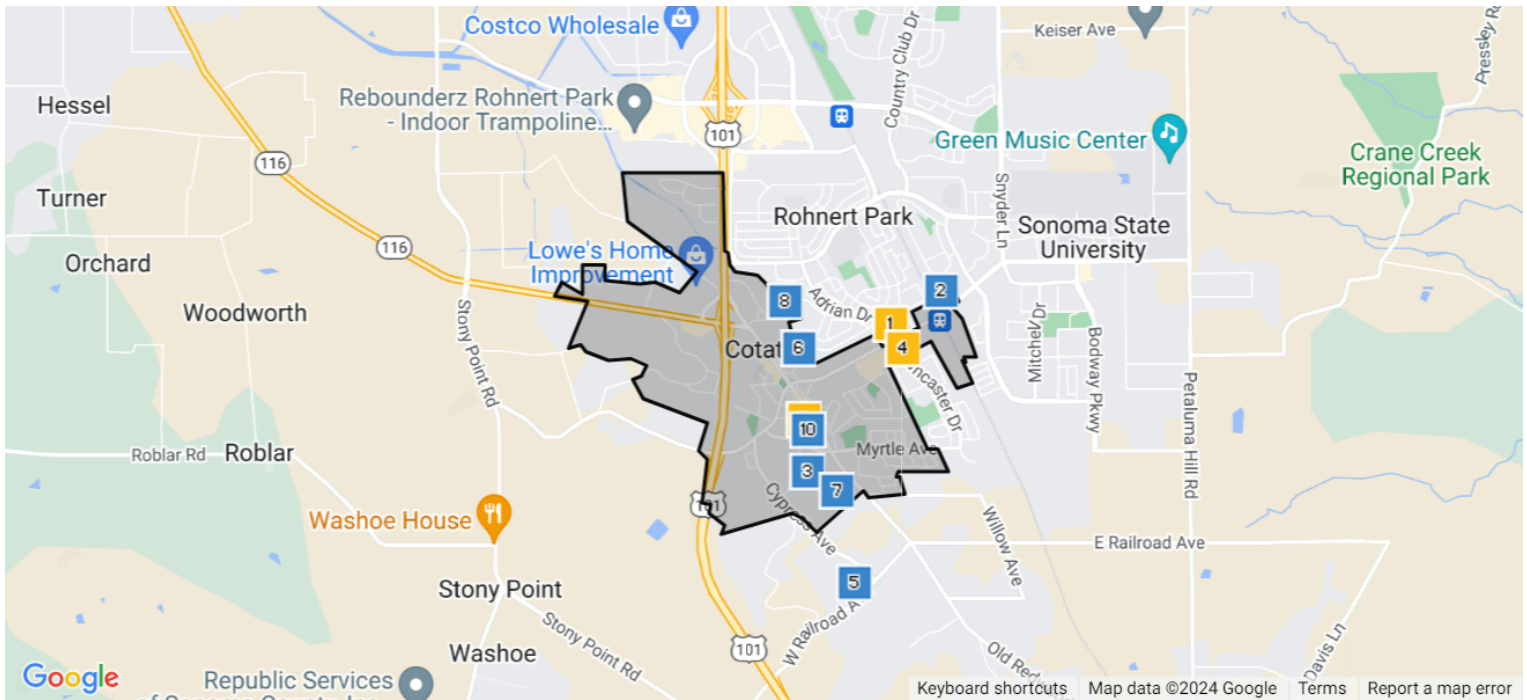 Costco Wholesale
Country Club Dr
Keiser Ave
Pressley Rd
Hessel
Rebounderz Rohnert Park
- Indoor Trampoline...
101
Green Music Center
116
Crane Creek
Regional Park
Turner
Snyder Ln
Rohnert Park
Sonoma State
University
116
Orchard
Lowe's Home
Improvement
Woodworth
Stony Point Rd
8
Adrian Dr
2
1
Mitchell Dr
Bodway Pkwy
6
4
Petaluma Hill Rd
10
Myrtle Ave
Roblar Rd
Roblar
3
7
Cypress Ave
101
Washoe House
Willow Ave
E Railroad Ave
Stony Point
5
W Railroad
Stony Point Rd
101
Washoe
Davis Ln
Old
Google
Republic Services
Keyboard shortcuts
Map data ©2024 Google
Terms
Report a map error